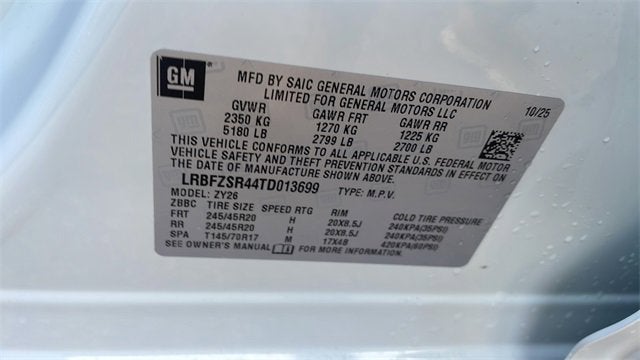 GM
MFD BY SAIC GENERAL MOTORS CORPORATION
LIMITED FOR GENERAL MOTORS LLC
10/25
GVWR GAWR FRT GAWR RR
2350 KG 1270 KG 1225 KG
5180 LB 2799 LB 2700 LB
THIS VEHICLE CONFORMS TO ALL APPLICABLE U.S. FEDERAL MOTOR
VEHICLE SAFETY AND THEFT PREVENTION STANDARDS IN EFFECT ON
THE DATE OF MANUFACTURE SHOWN ABOVE.
LRBFZSR44TD013699 TYPE: M.P.V.
MODEL: ZY26
ZBBC TIRE SIZE SPEED RTG RIM COLD TIRE PRESSURE
FRT 245/45R20 H 20X8.5J 240KPA(35PSI)
RR 245/45R20 H 20X8.5J 240KPA(35PSI)
SPA T145/70R17 M 17X4B 420KPA(60PSI)
SEE OWNER'S MANUAL FOR MORE INFORMATION.